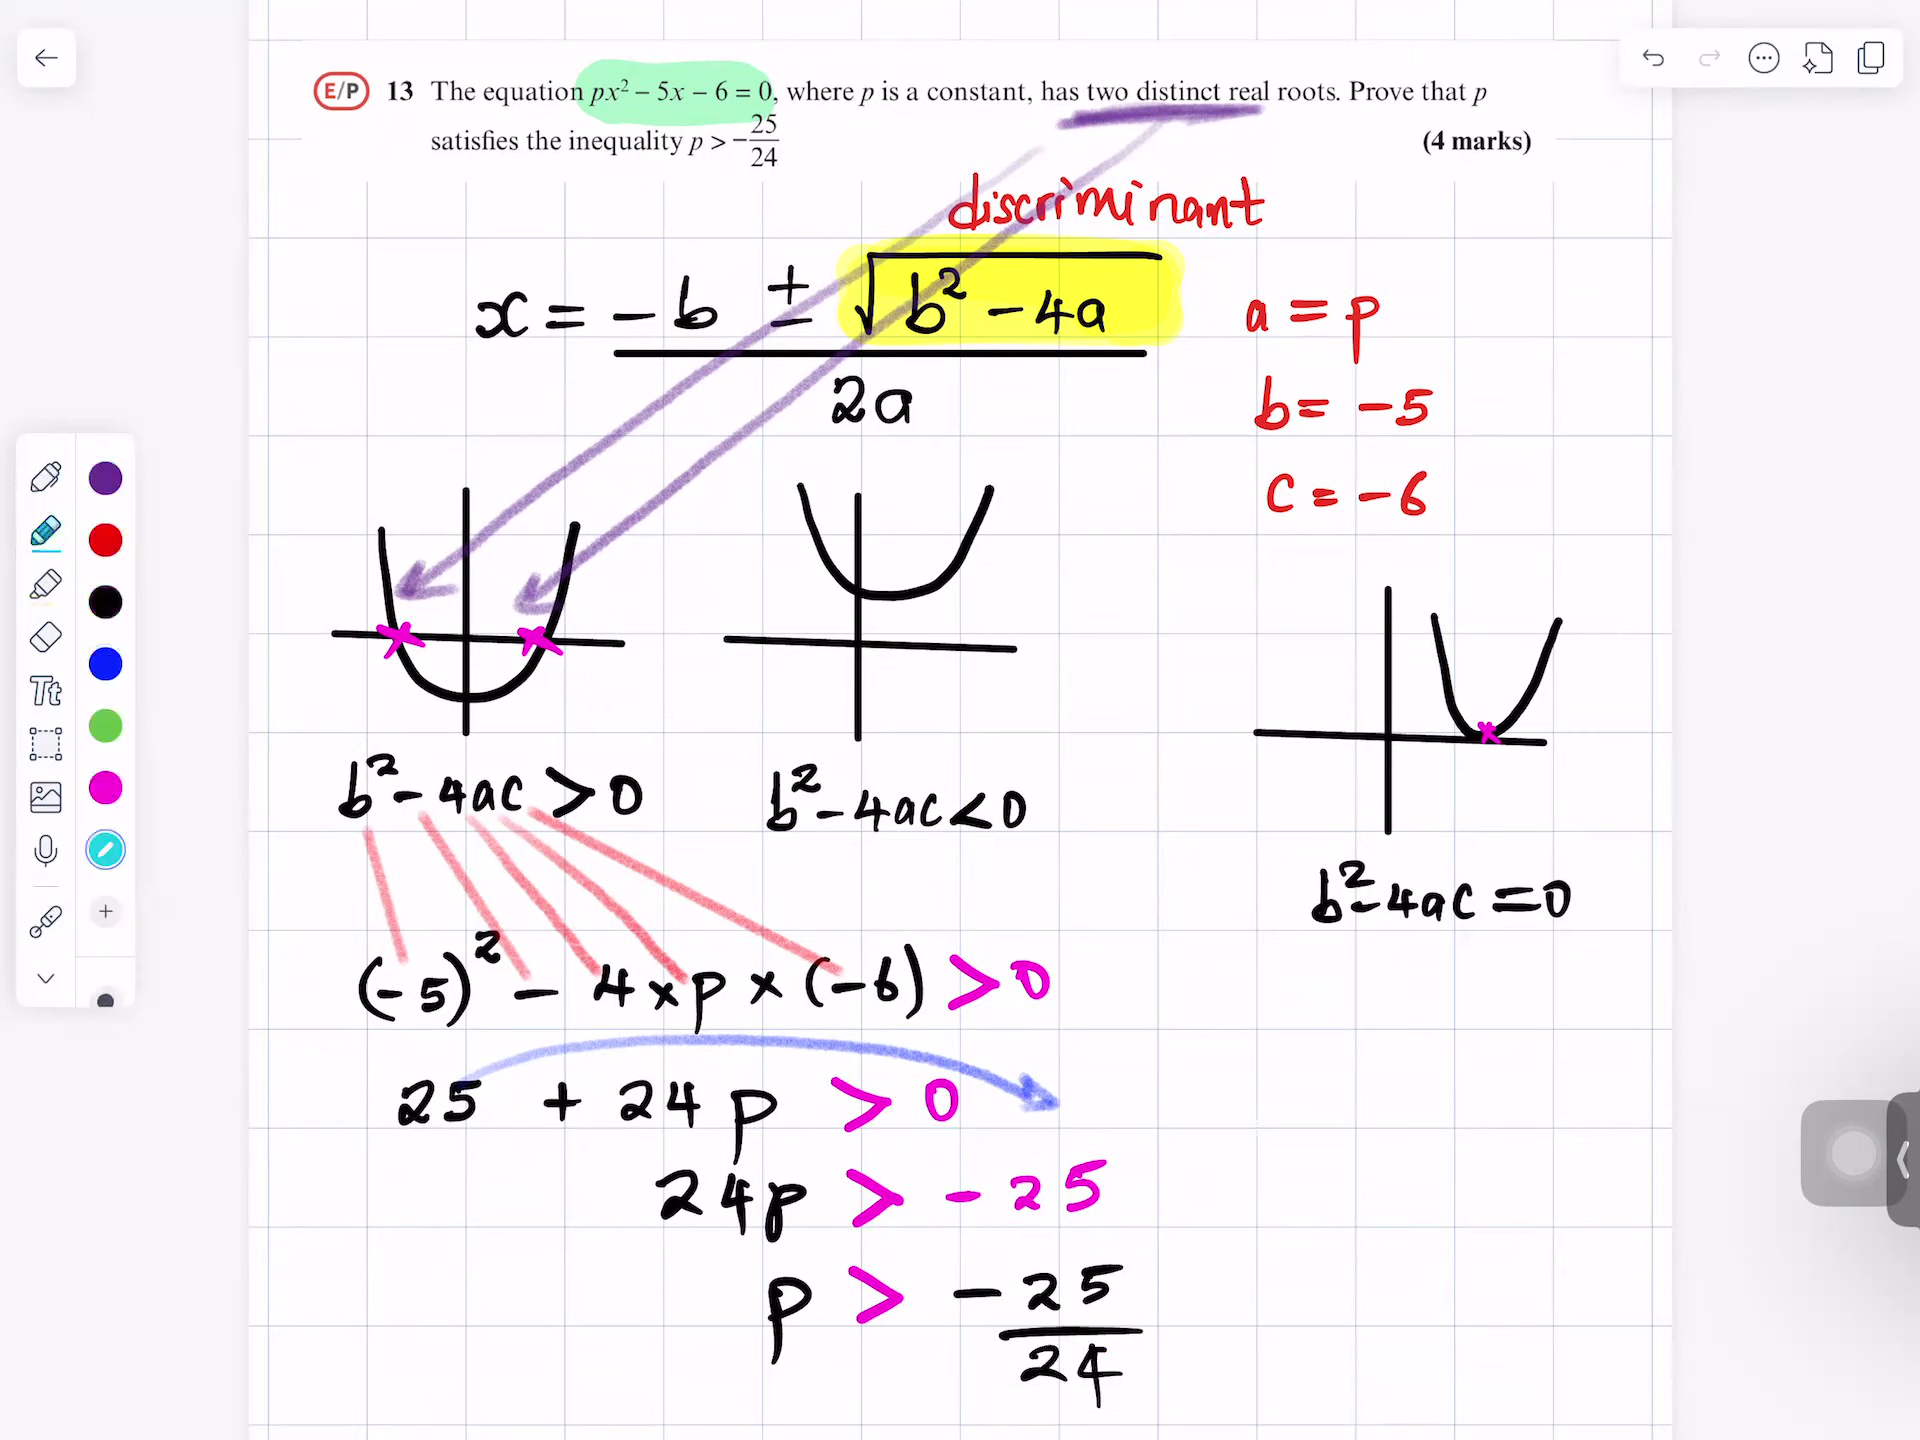 E/P 13 The equation px² – 5x – 6 = 0, where p is a constant, has two distinct real roots. Prove that p
satisfies the inequality p > –25/24 (4 marks)
discriminant
x = –b ± √b² – 4a / 2a
a = p
b = –5
c = –6
b² – 4ac > 0
b² – 4ac < 0
b² – 4ac = 0
(–5)² – 4 × p × (–6) > 0
25 + 24p > 0
24p > –25
p > –25/24
Tt